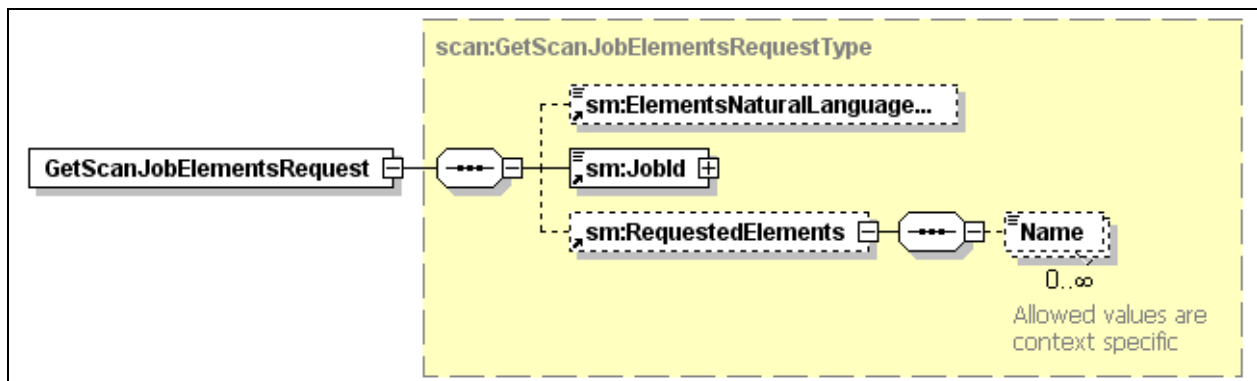 scan:GetScanJobElementsRequestType
sm:ElementsNaturalLanguage...
GetScanJobElementsRequest
sm:JobId
sm:RequestedElements
Name
0..∞
Allowed values are
context specific